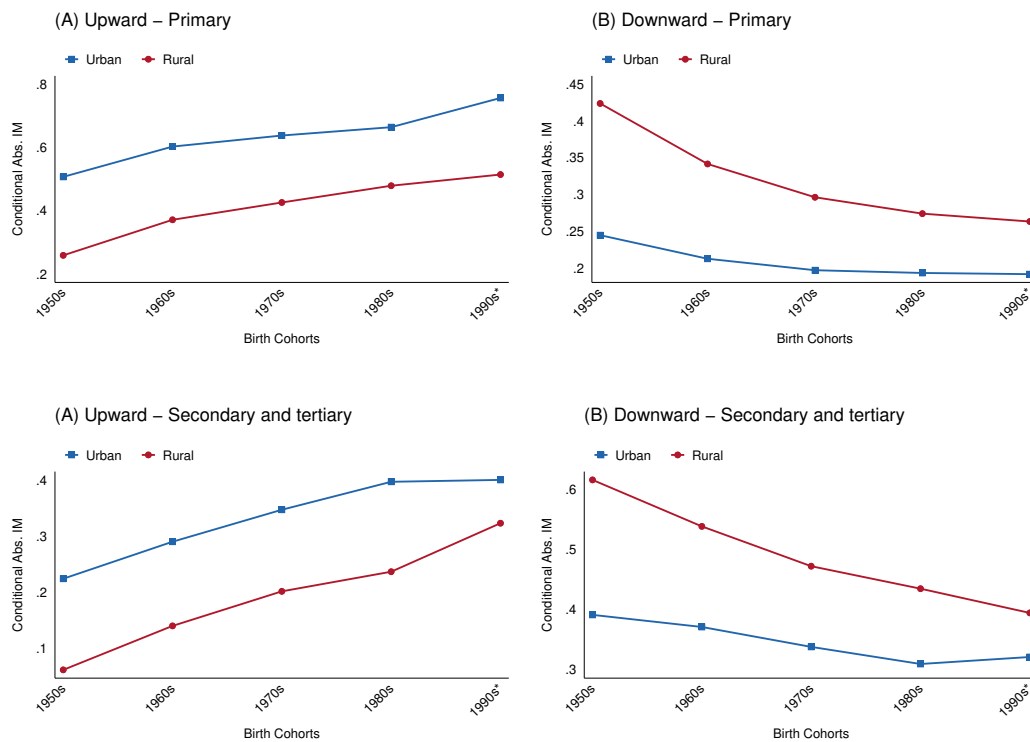 (A) Upward – Primary
Urban Rural
Conditional Abs. IM
.8
.6
.4
.2
1950s 1960s 1970s 1980s 1990s*
Birth Cohorts
(B) Downward – Primary
Urban Rural
Conditional Abs. IM
.45
.4
.35
.3
.25
.2
1950s 1960s 1970s 1980s 1990s*
Birth Cohorts
(A) Upward – Secondary and tertiary
Urban Rural
Conditional Abs. IM
.4
.3
.2
.1
1950s 1960s 1970s 1980s 1990s*
Birth Cohorts
(B) Downward – Secondary and tertiary
Urban Rural
Conditional Abs. IM
.6
.5
.4
.3
1950s 1960s 1970s 1980s 1990s*
Birth Cohorts